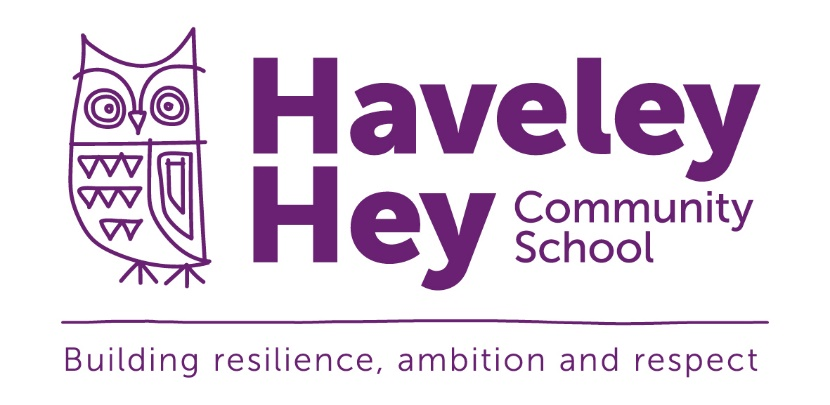 Haveley
Hey Community
School
Building resilience, ambition and respect